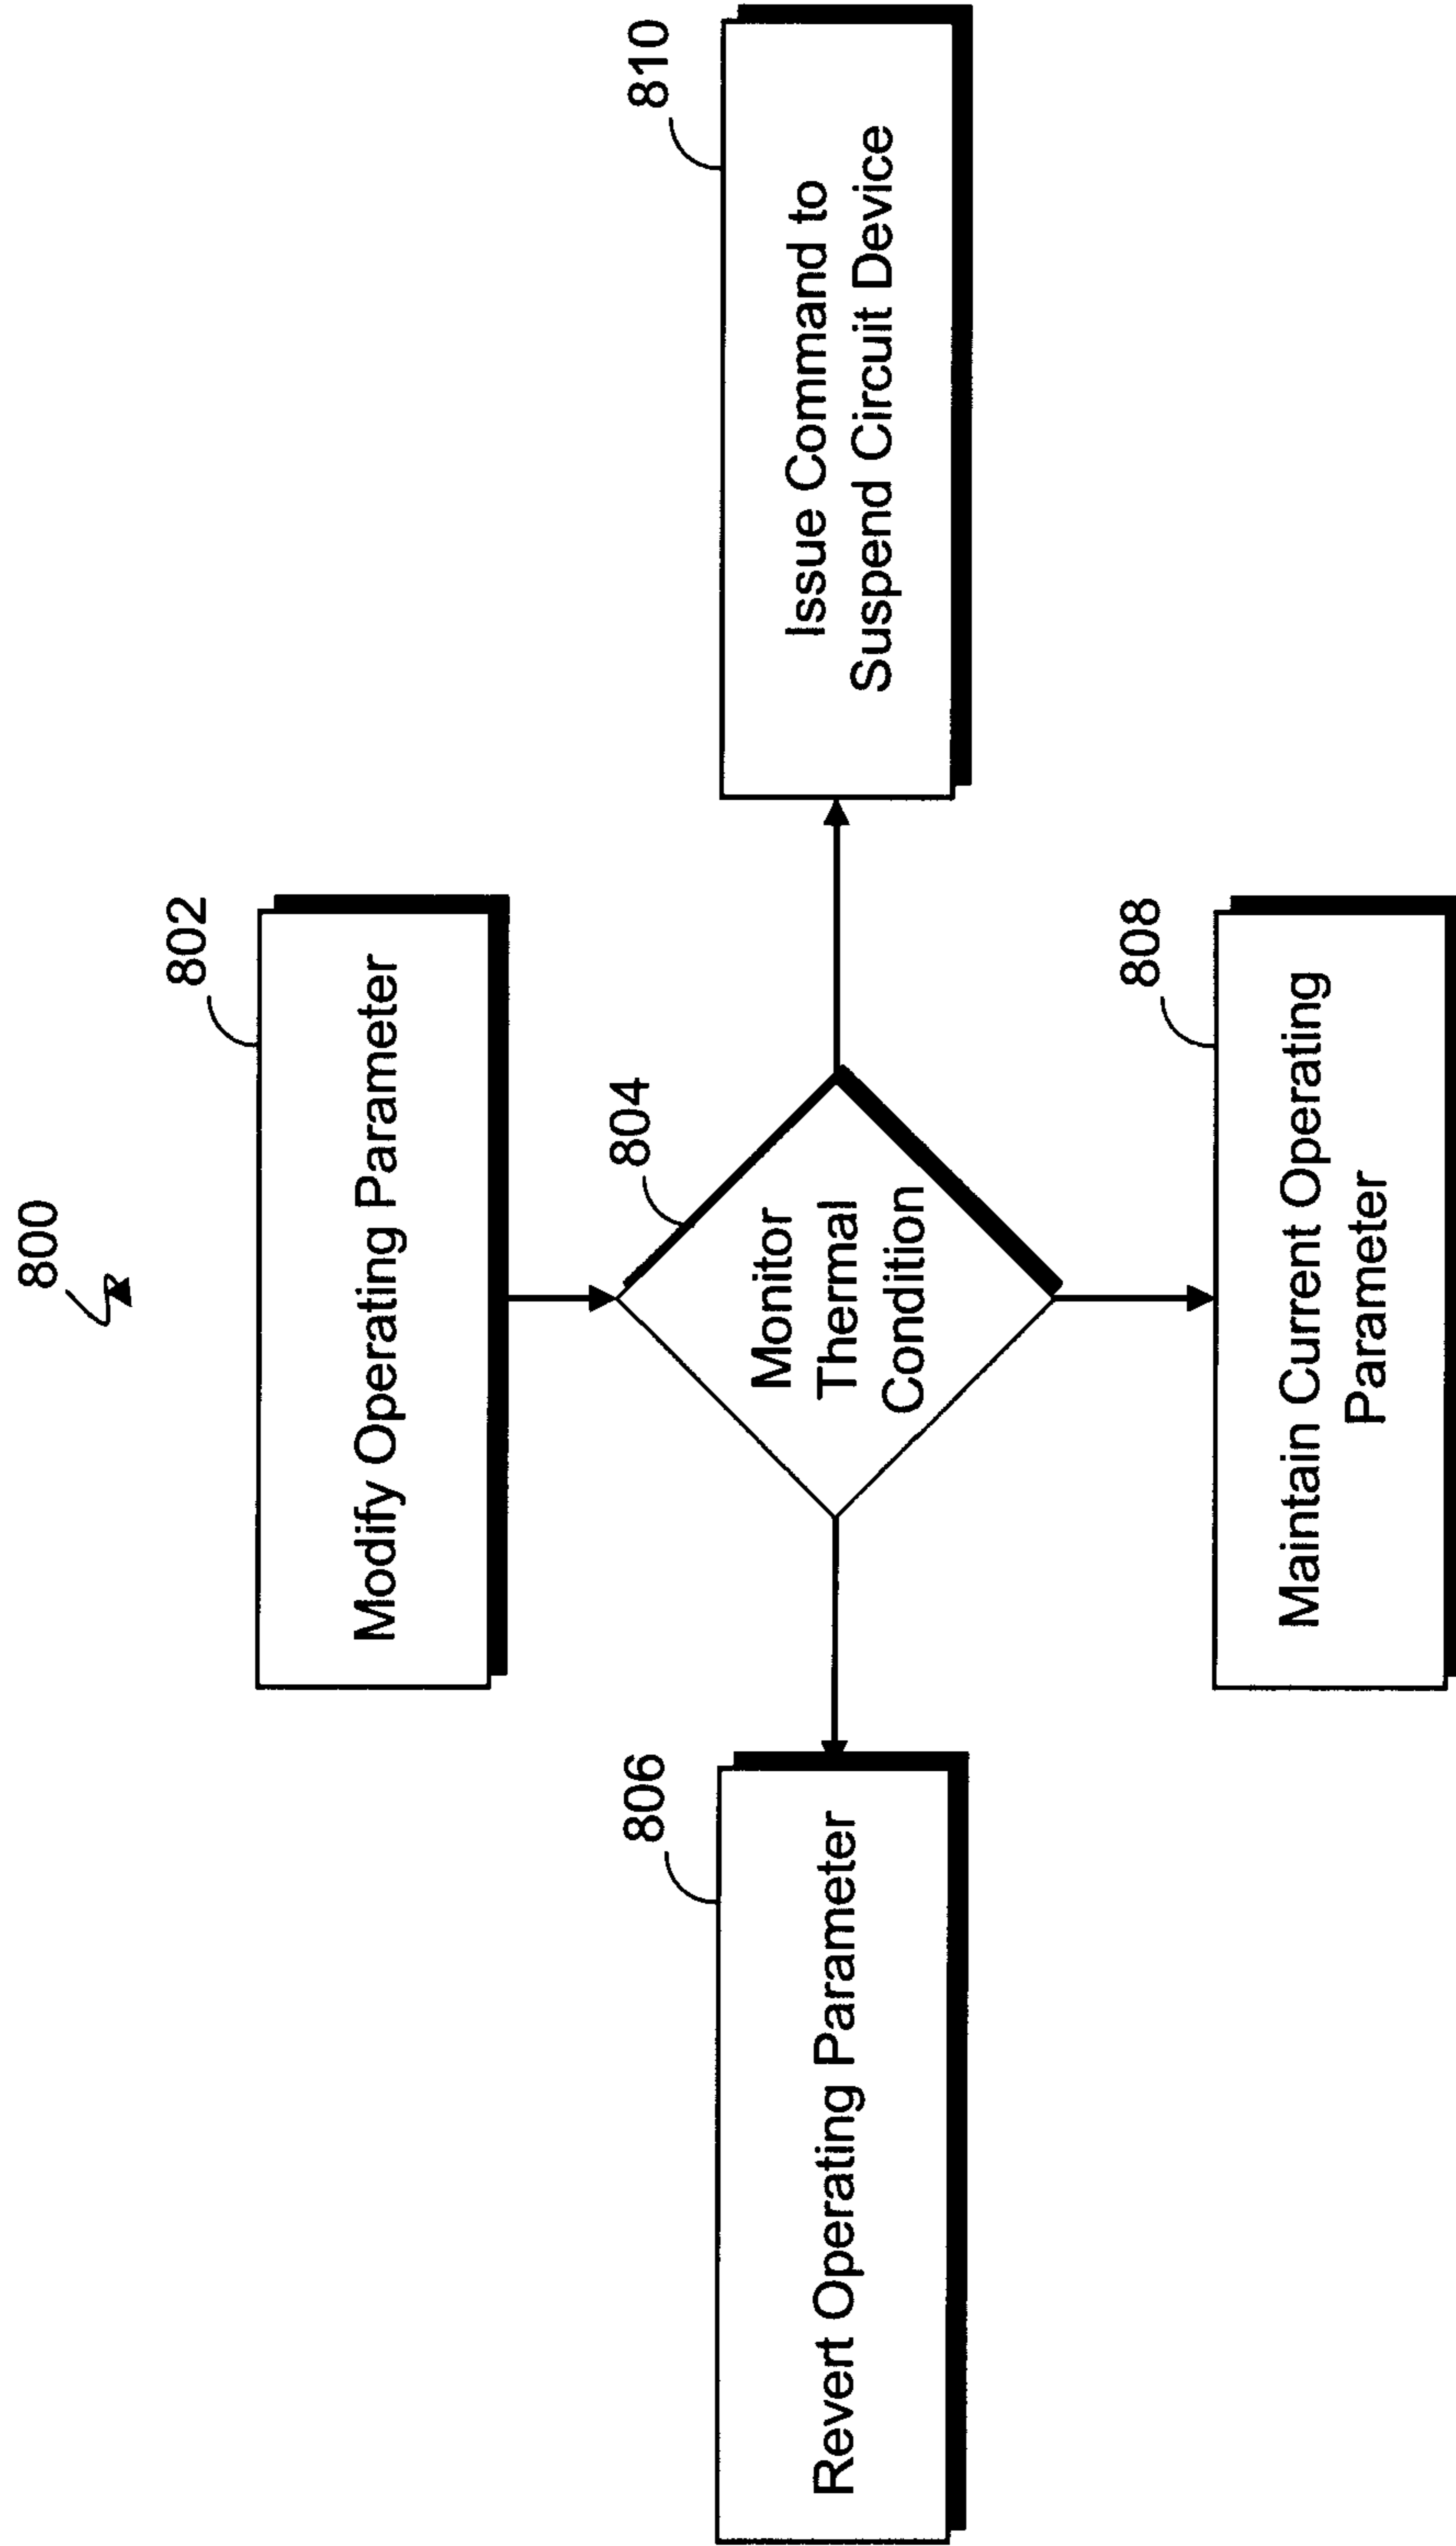 800
802
Modify Operating Parameter
804
Monitor
Thermal
Condition
806
Revert Operating Parameter
810
Issue Command to
Suspend Circuit Device
808
Maintain Current Operating
Parameter